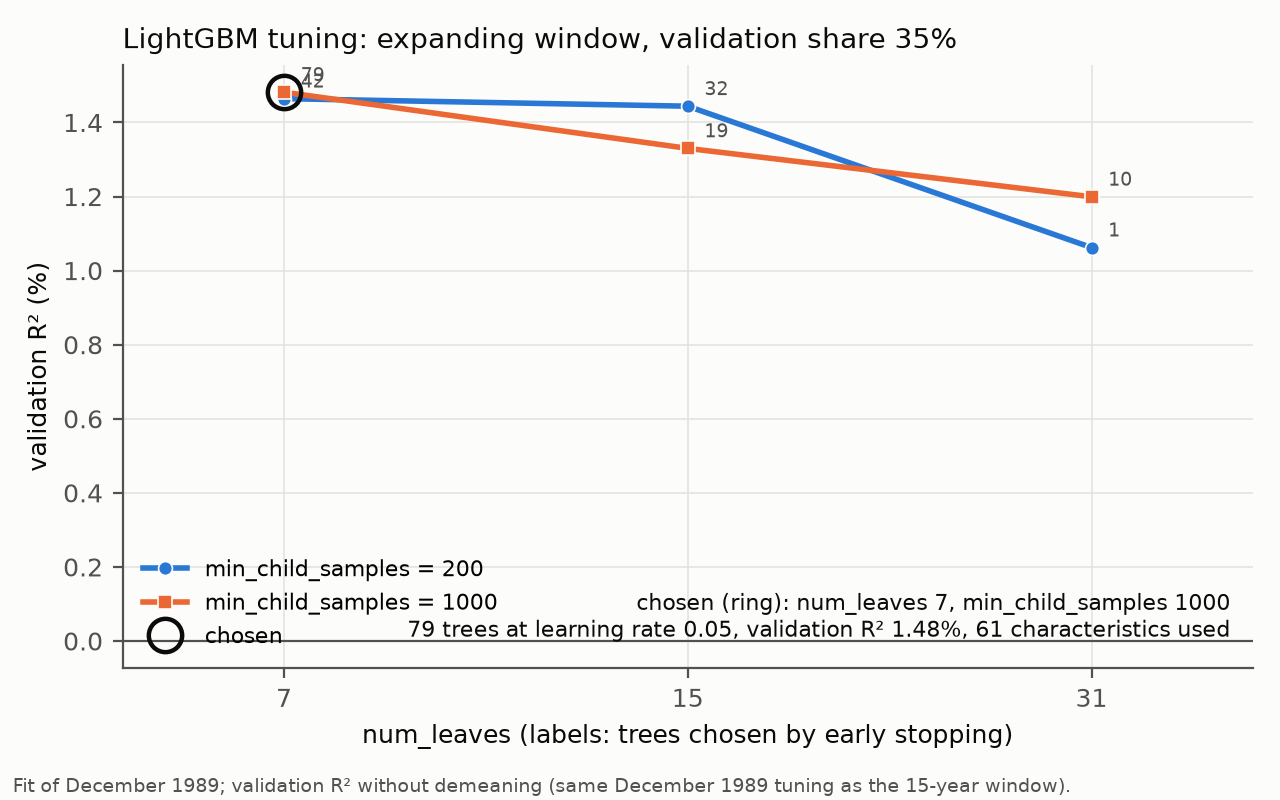 LightGBM tuning: expanding window, validation share 35%
79
42
32
19
10
1
1.4
1.2
1.0
0.8
0.6
0.4
0.2
0.0
validation R² (%)
min_child_samples = 200
min_child_samples = 1000
chosen
chosen (ring): num_leaves 7, min_child_samples 1000
79 trees at learning rate 0.05, validation R² 1.48%, 61 characteristics used
7
15
31
num_leaves (labels: trees chosen by early stopping)
Fit of December 1989; validation R² without demeaning (same December 1989 tuning as the 15-year window).